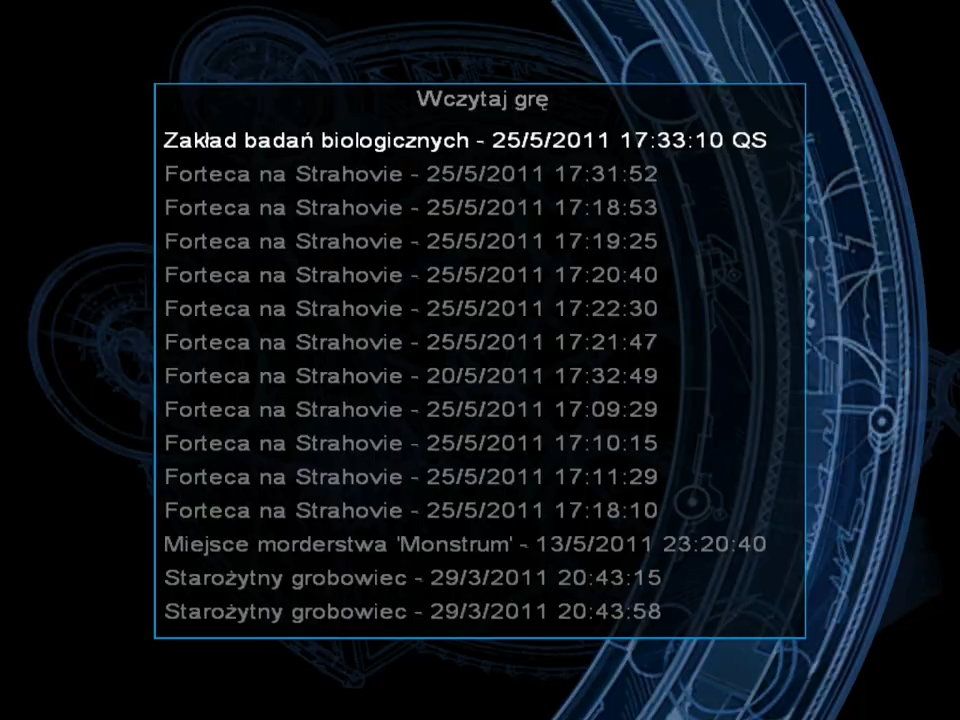 Wczytaj grę
Zakład badań biologicznych - 25/5/2011 17:33:10 QS
Forteca na Strahovie - 25/5/2011 17:31:52
Forteca na Strahovie - 25/5/2011 17:18:53
Forteca na Strahovie - 25/5/2011 17:19:25
Forteca na Strahovie - 25/5/2011 17:20:40
Forteca na Strahovie - 25/5/2011 17:22:30
Forteca na Strahovie - 25/5/2011 17:21:47
Forteca na Strahovie - 20/5/2011 17:32:49
Forteca na Strahovie - 25/5/2011 17:09:29
Forteca na Strahovie - 25/5/2011 17:10:15
Forteca na Strahovie - 25/5/2011 17:11:29
Forteca na Strahovie - 25/5/2011 17:18:10
Miejsce morderstwa 'Monstrum' - 13/5/2011 23:20:40
Starożytny grobowiec - 29/3/2011 20:43:15
Starożytny grobowiec - 29/3/2011 20:43:58